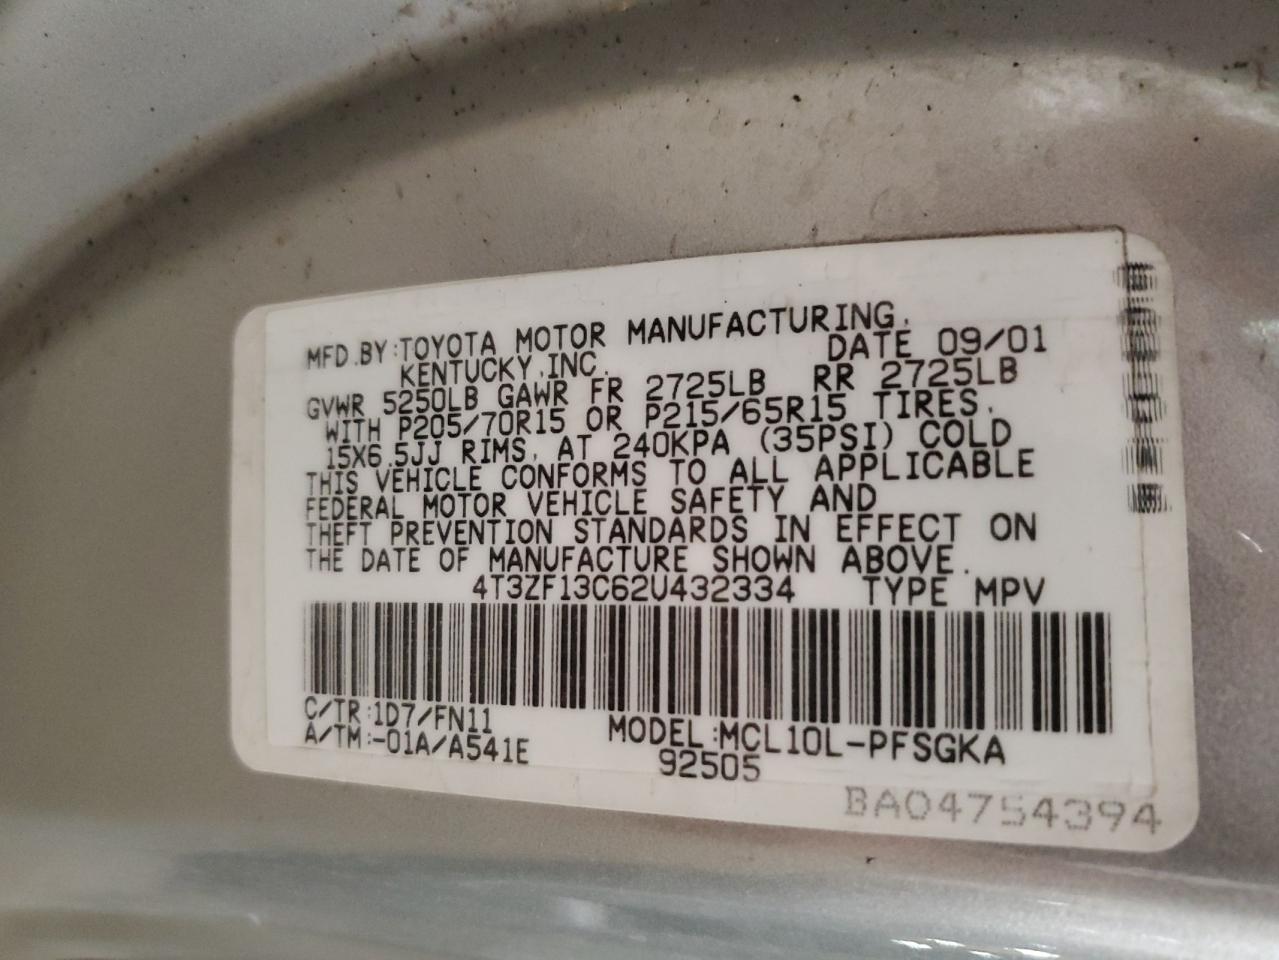 MFD.BY:TOYOTA MOTOR MANUFACTURING,
KENTUCKY,INC. DATE 09/01
GVWR 5250LB GAWR FR 2725LB RR 2725LB
WITH P205/70R15 OR P215/65R15 TIRES,
15X6.5JJ RIMS, AT 240KPA (35PSI) COLD
THIS VEHICLE CONFORMS TO ALL APPLICABLE
FEDERAL MOTOR VEHICLE SAFETY AND
THEFT PREVENTION STANDARDS IN EFFECT ON
THE DATE OF MANUFACTURE SHOWN ABOVE.
4T3ZF13C62U432334 TYPE MPV
C/TR:1D7/FN11 MODEL:MCL10L-PFSGKA
A/TM:-01A/A541E 92505
BA04754394